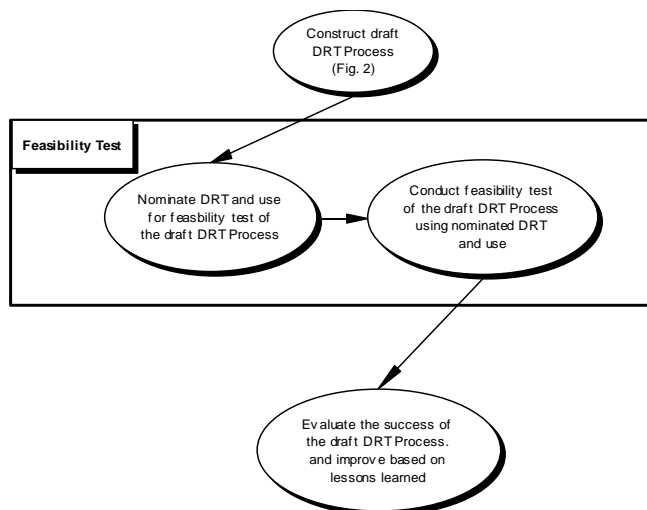 Construct draft
DRT Process
(Fig. 2)
Feasibility Test
Nominate DRT and use
for feasibility test of
the draft DRT Process
Conduct feasibility test
of the draft DRT Process
using nominated DRT
and use
Evaluate the success of
the draft DRT Process.
and improve based on
lessons learned